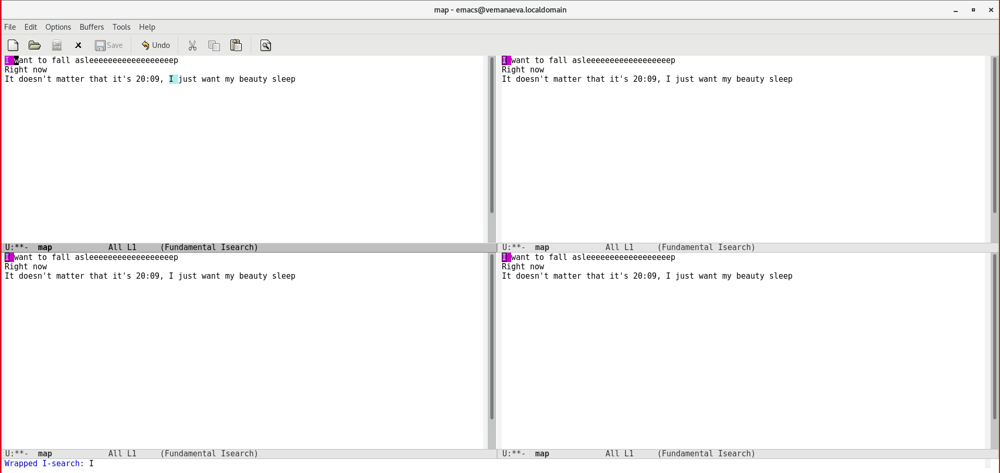 map - emacs@vemanaeva.localdomain
File Edit Options Buffers Tools Help
Save Undo
I want to fall asleeeeeeeeeeeeeeeeeep
Right now
It doesn't matter that it's 20:09, I just want my beauty sleep
U:**-  map            All L1     (Fundamental Isearch)
I want to fall asleeeeeeeeeeeeeeeeeep
Right now
It doesn't matter that it's 20:09, I just want my beauty sleep
U:**-  map            All L1     (Fundamental Isearch)
I want to fall asleeeeeeeeeeeeeeeeeep
Right now
It doesn't matter that it's 20:09, I just want my beauty sleep
U:**-  map            All L1     (Fundamental Isearch)
I want to fall asleeeeeeeeeeeeeeeeeep
Right now
It doesn't matter that it's 20:09, I just want my beauty sleep
U:**-  map            All L1     (Fundamental Isearch)
Wrapped I-search: I